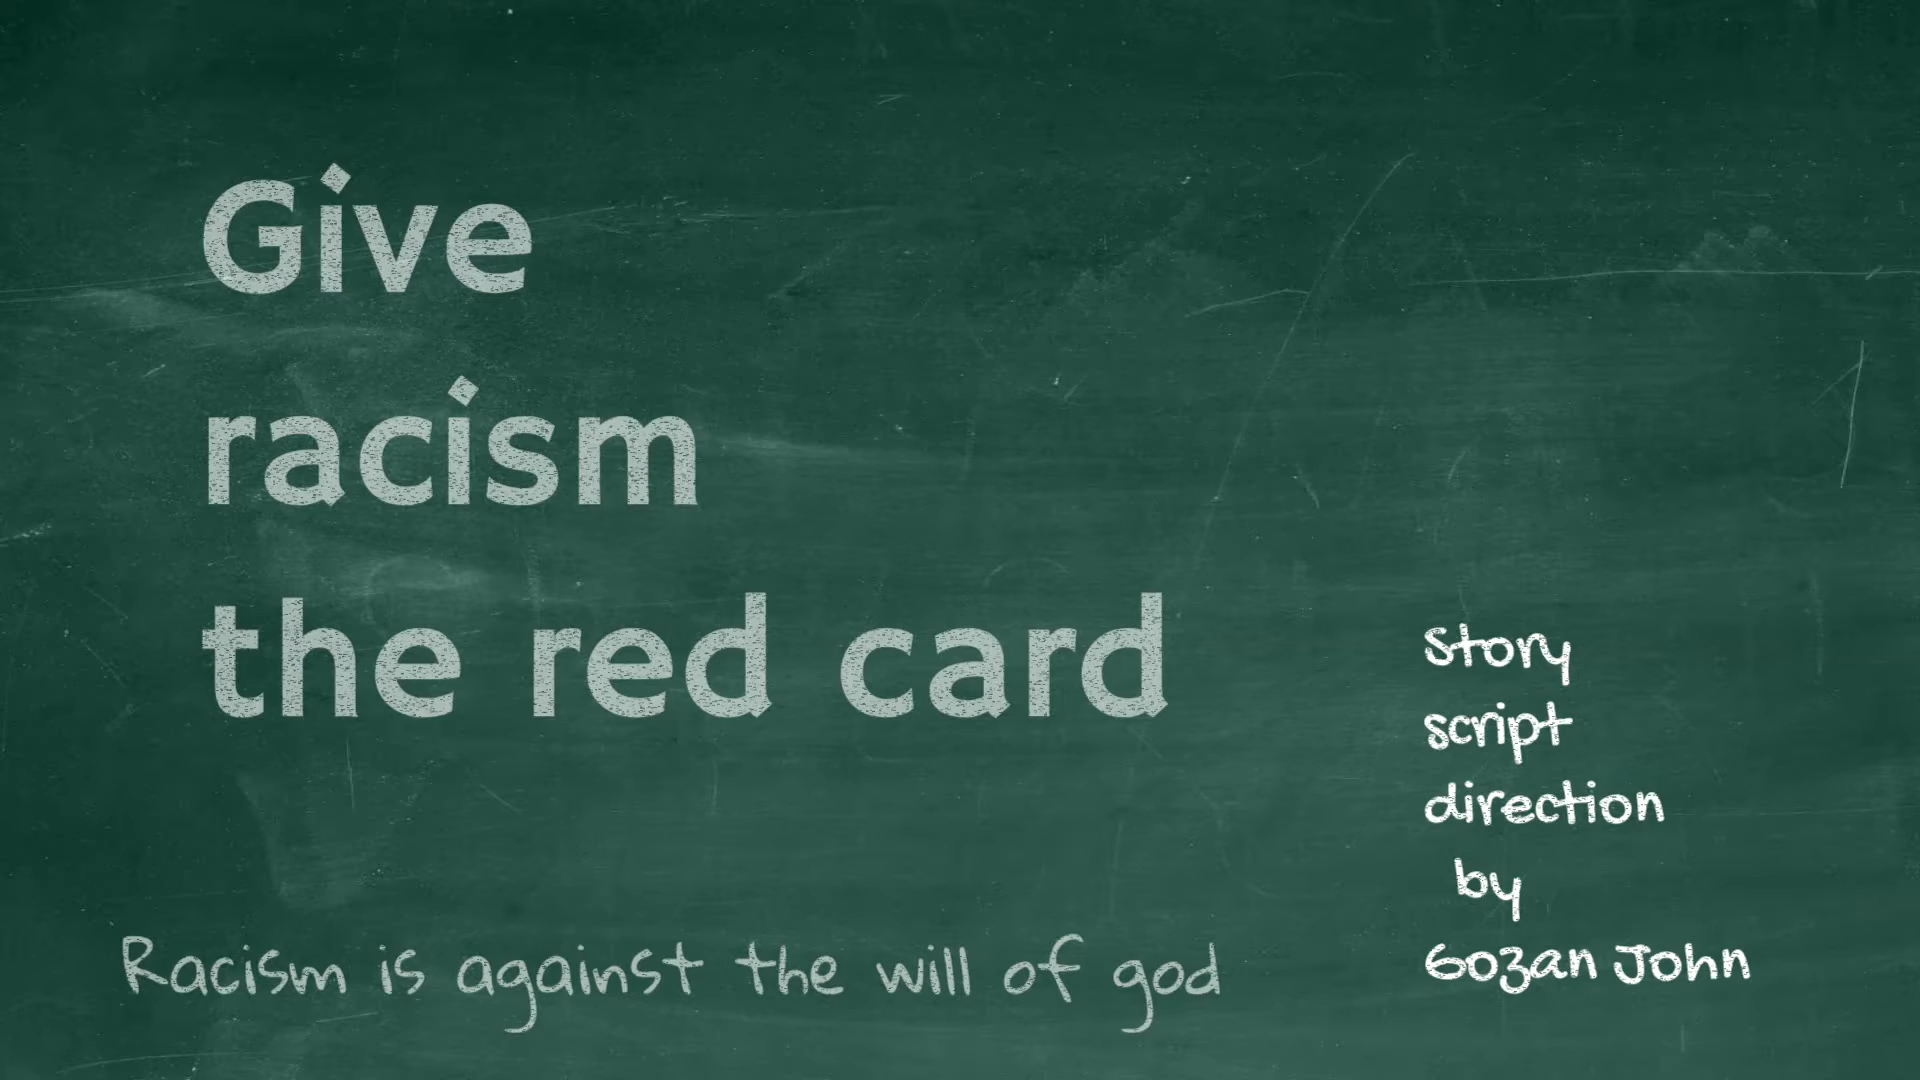 Give
racism
the red card
Story
script
direction
by
Gozan John
Racism is against the will of god